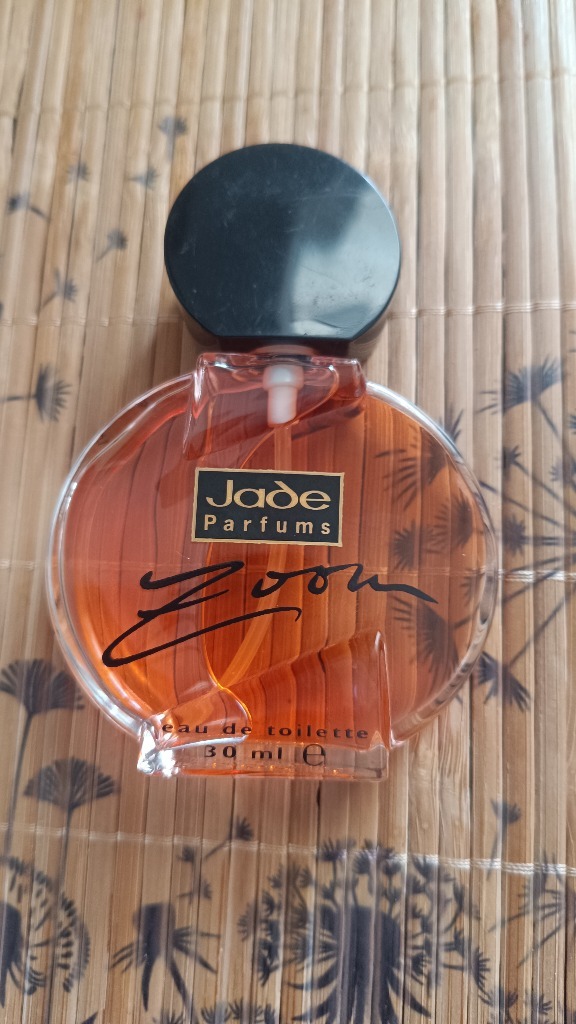 Jade
Parfums
Zoom
eau de toilette
30 ml ℮